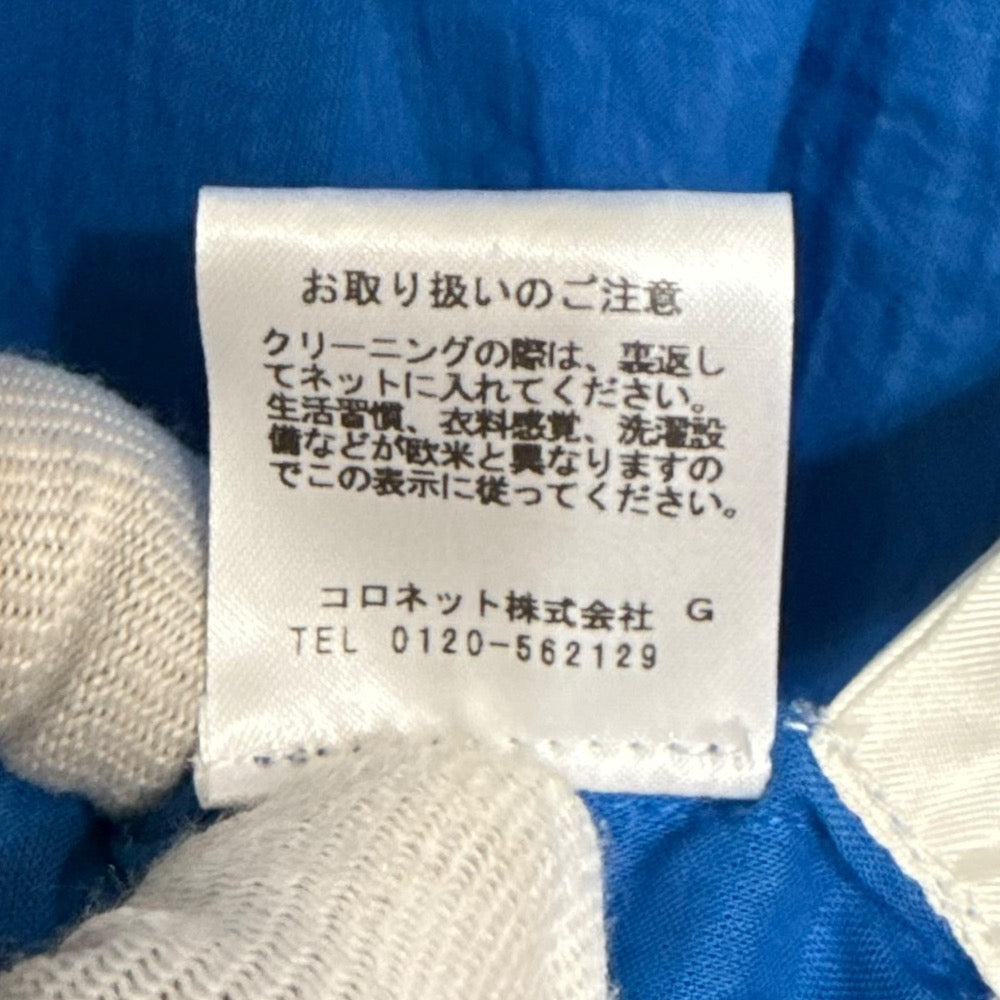 お取り扱いのご注意
クリーニングの際は、裏返し
てネットに入れてください。
生活習慣、衣料感覚、洗濯設
備などが欧米と異なりますの
でこの表示に従ってください。
コロネット株式会社 G
TEL 0120-562129